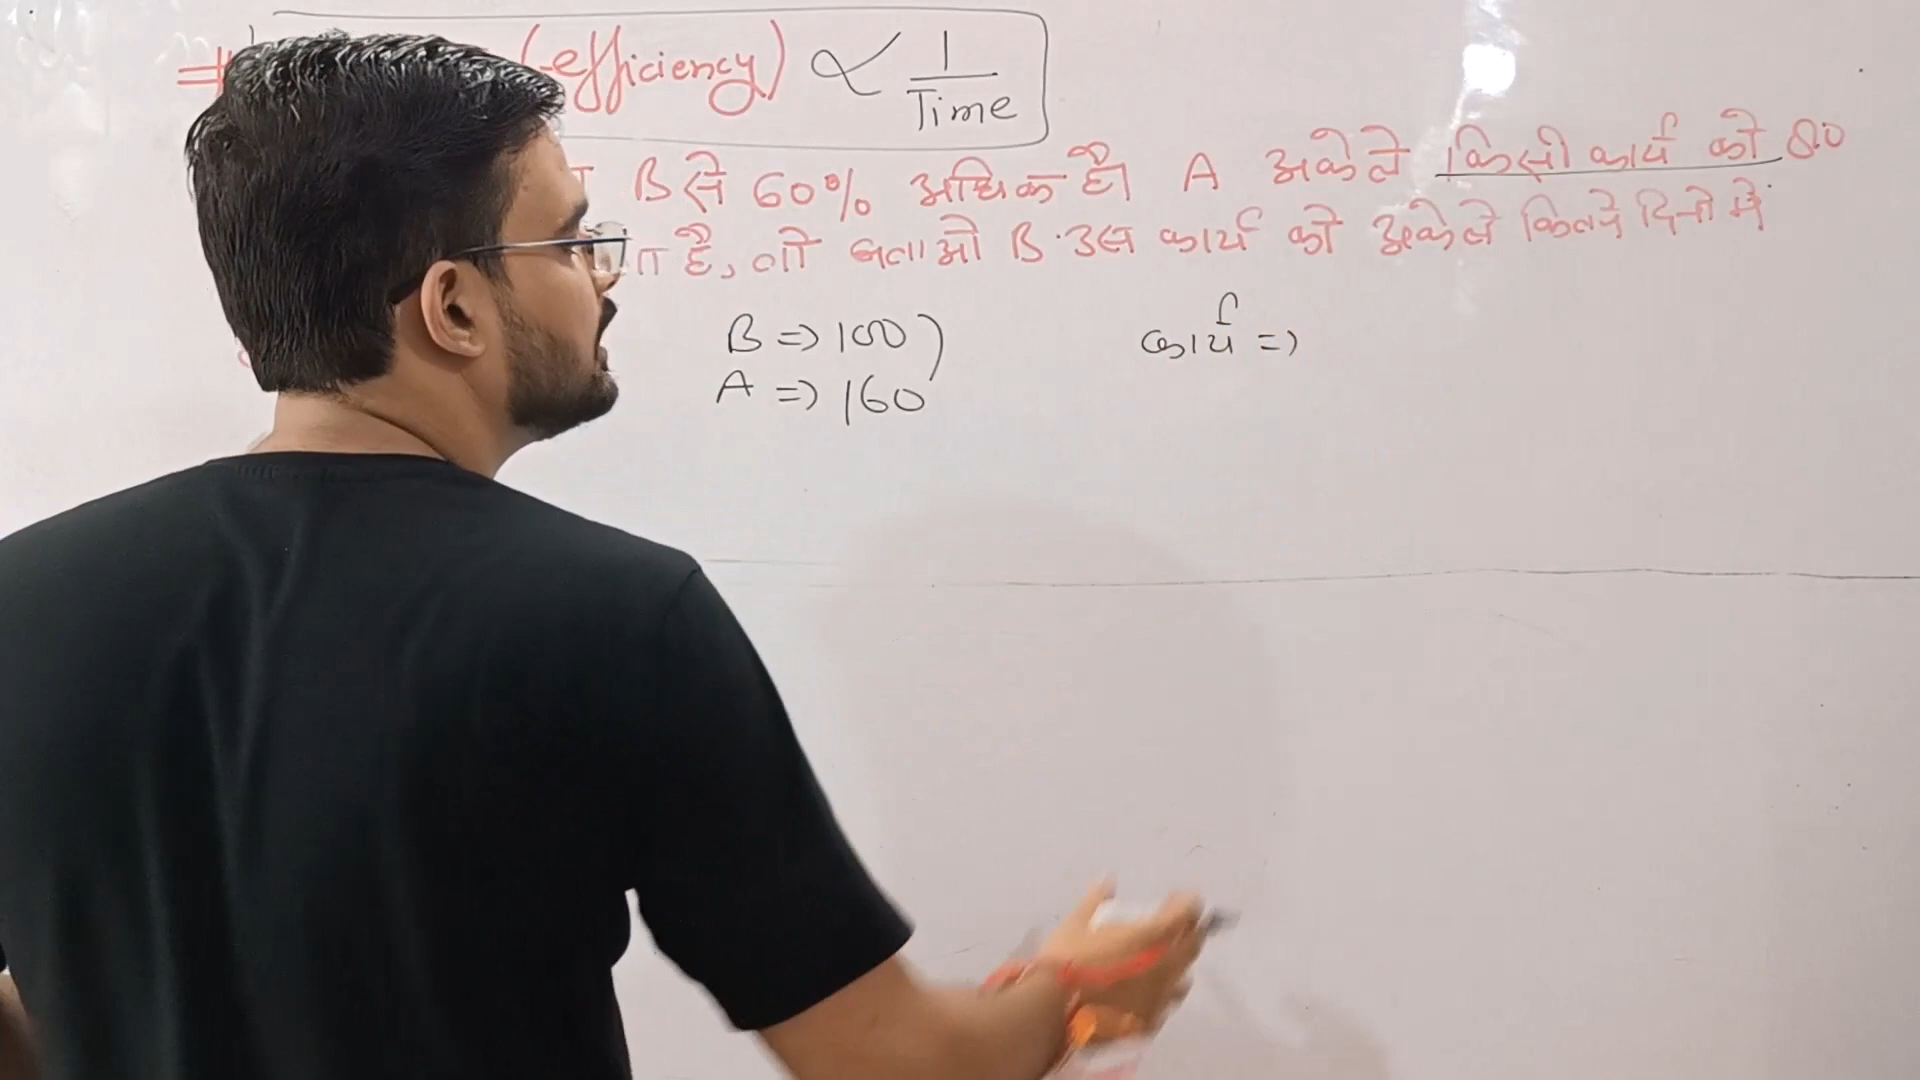 (efficiency) ∝ 1/Time
B से 60% अधिक है। A अकेले किसी कार्य को 80
है, तो बताओ B उस कार्य को अकेले कितने दिनों में
B => 100)
A => 160
कार्य =>